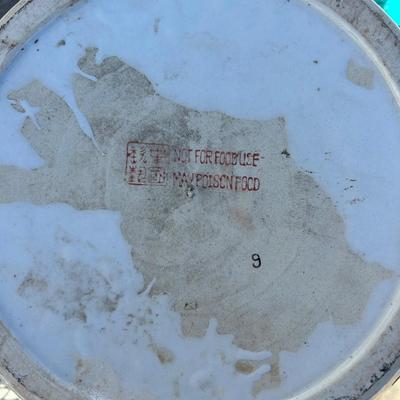 NOT FOR FOOD USE-
MAY POISON FOOD
9